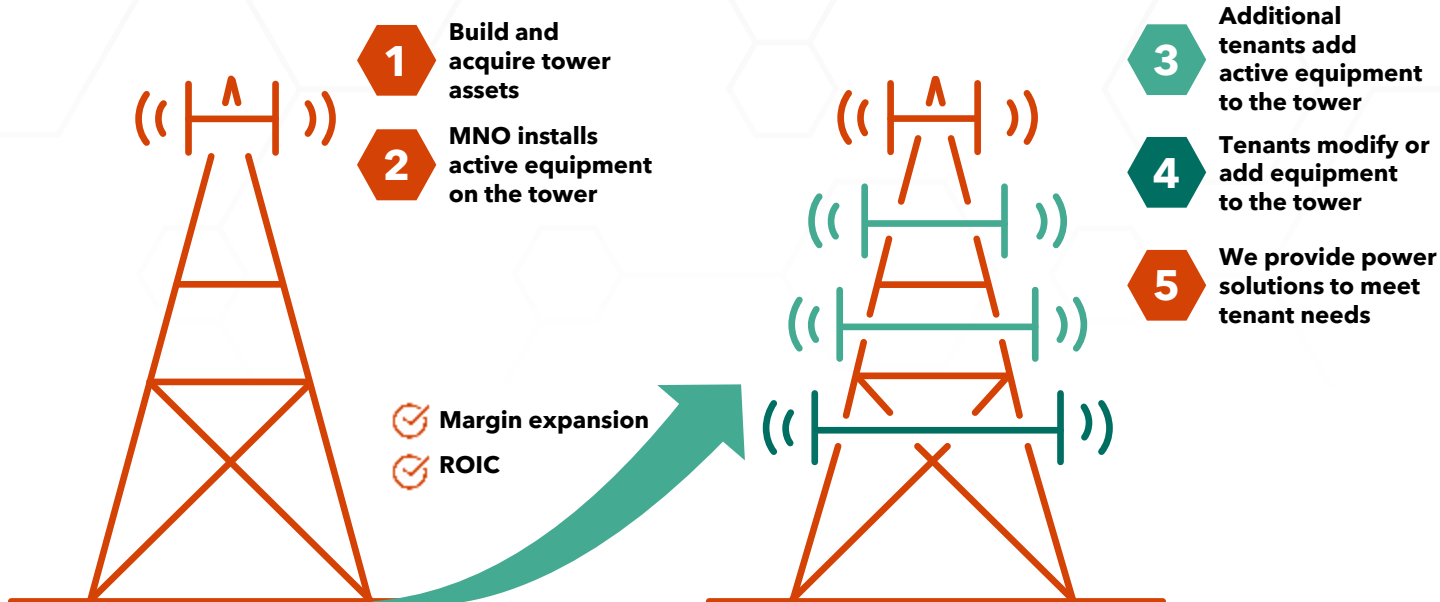 1
Build and
acquire tower
assets
2
MNO installs
active equipment
on the tower
Margin expansion
ROIC
3
Additional
tenants add
active equipment
to the tower
4
Tenants modify or
add equipment
to the tower
5
We provide power
solutions to meet
tenant needs